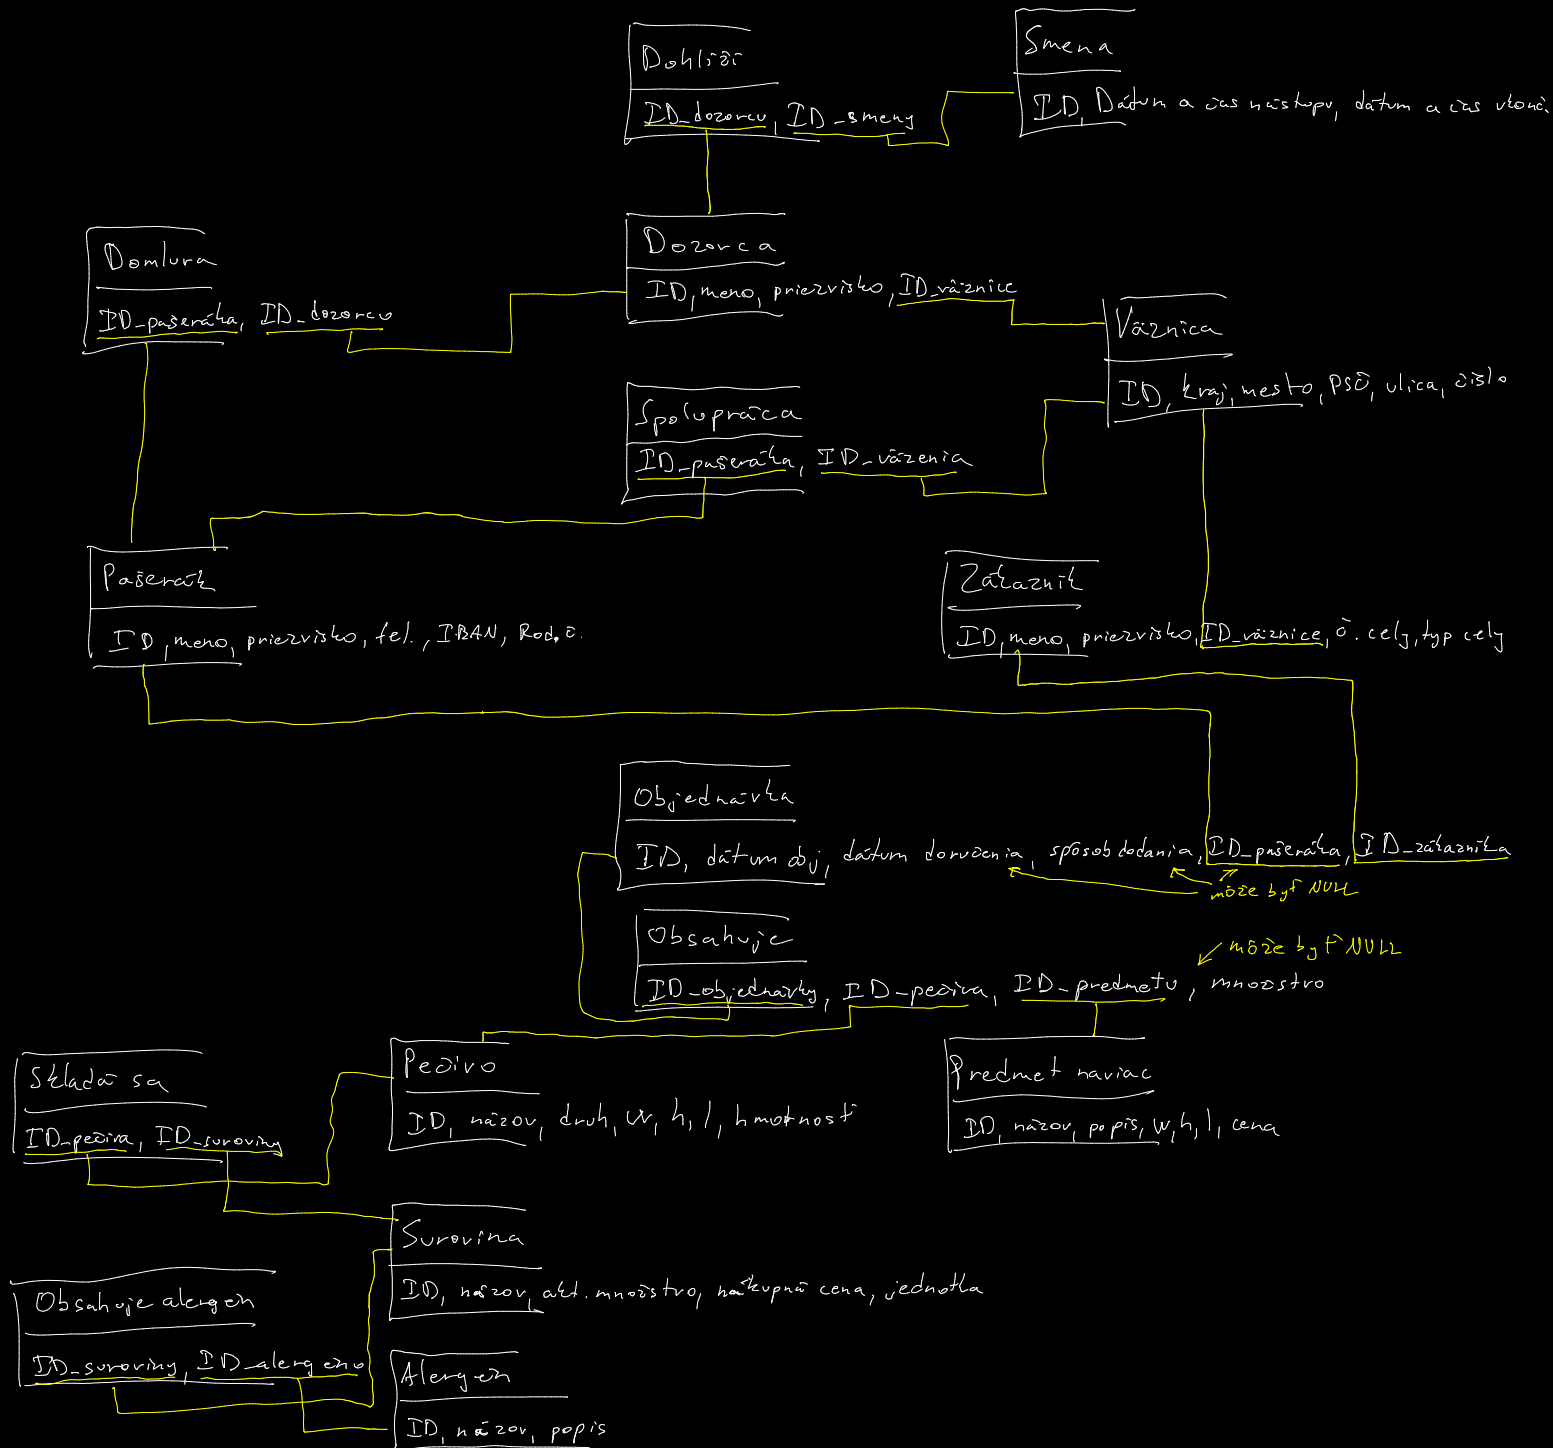 Dohlíží
ID_dozorcu, ID_smeny
Smena
ID, Dátum a čas nástupu, dátum a čas ukonč.
Domluva
ID_pašeráka, ID_dozorcu
Dozorca
ID, meno, priezvisko, ID_väznice
Väznica
ID, kraj, mesto, PSČ, ulica, číslo
Spolupráca
ID_pašeráka, ID_väzenia
Pašerák
ID, meno, priezvisko, tel., IBAN, Rod.č.
Zákazník
ID, meno, priezvisko, ID_väznice, č. cely, typ cely
Objednávka
ID, dátum obj, dátum doručenia, spôsob dodania, ID_pašeráka, ID_zákazníka
môže byť NULL
Obsahuje
môže byť NULL
ID_objednávky, ID_pečiva, ID_predmetu, množstvo
Skladá sa
ID_pečiva, ID_suroviny
Pečivo
ID, názov, druh, w, h, l, hmotnosť
Predmet naviac
ID, názov, popis, w, h, l, cena
Surovina
ID, názov, akt. množstvo, nákupná cena, jednotka
Obsahuje alergén
ID_suroviny, ID_alergénu
Alergén
ID, názov, popis